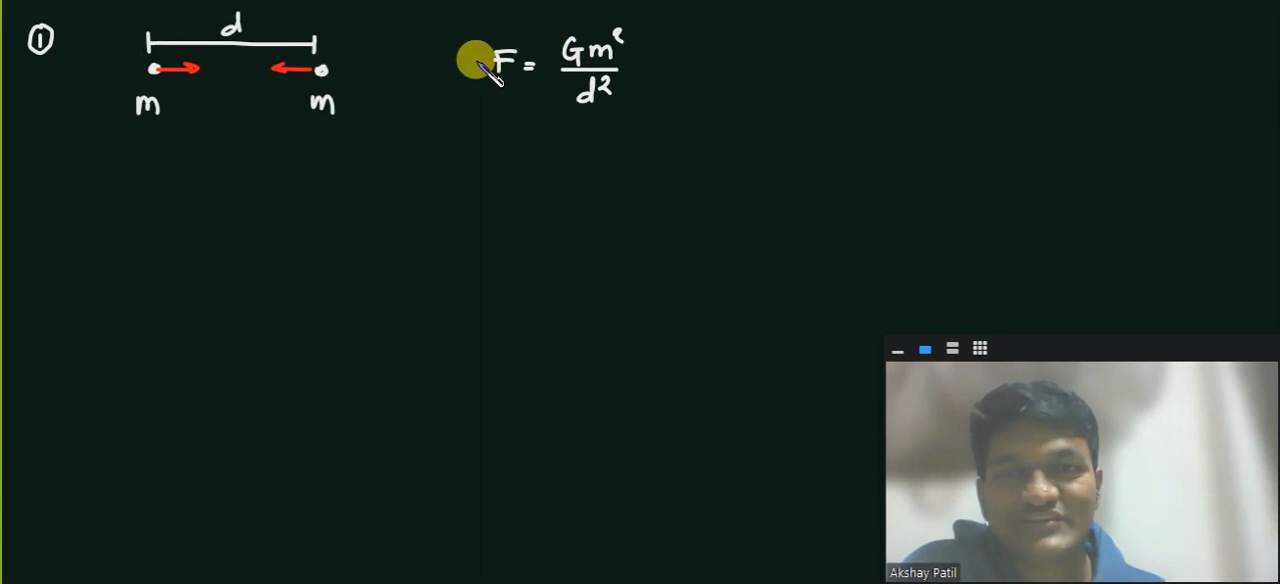 ① d
F = Gm² / d²
m m
Akshay Patil